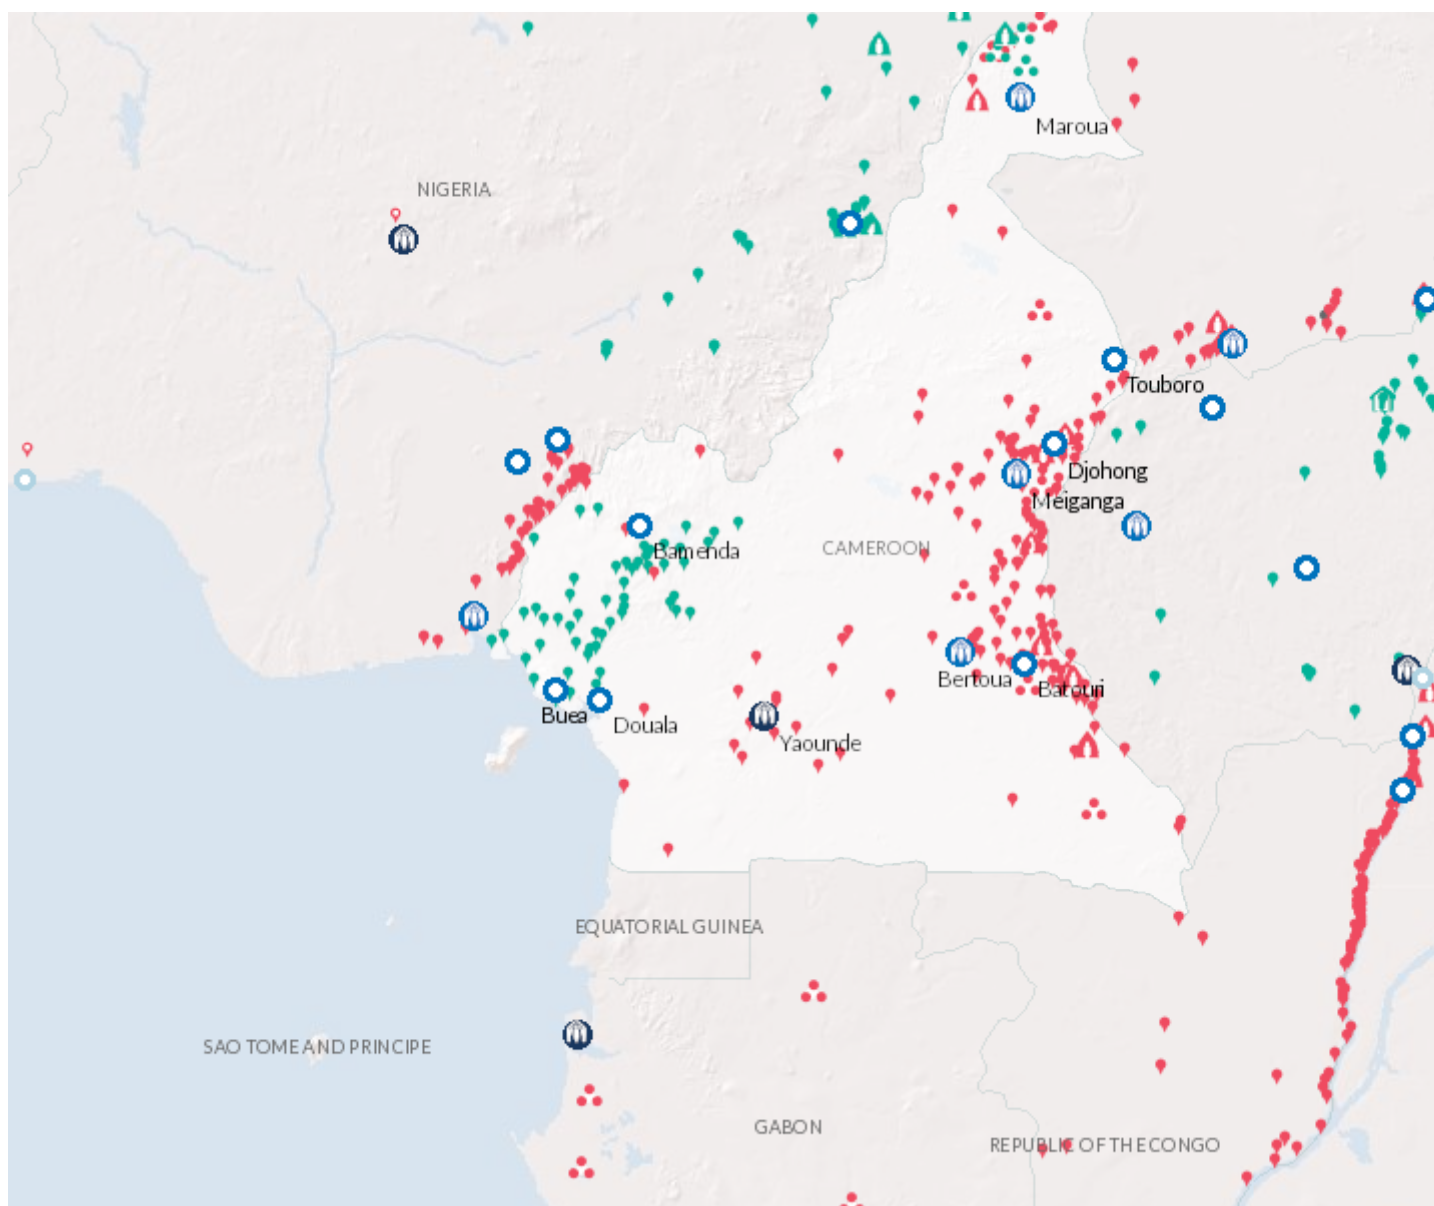 Maroua
NIGERIA
Touboro
Djohong
Meiganga
CAMEROON
Bamenda
Bertoua
Batouri
Buea
Douala
Yaounde
EQUATORIAL GUINEA
SAO TOME AND PRINCIPE
GABON
REPUBLIC OF THE CONGO